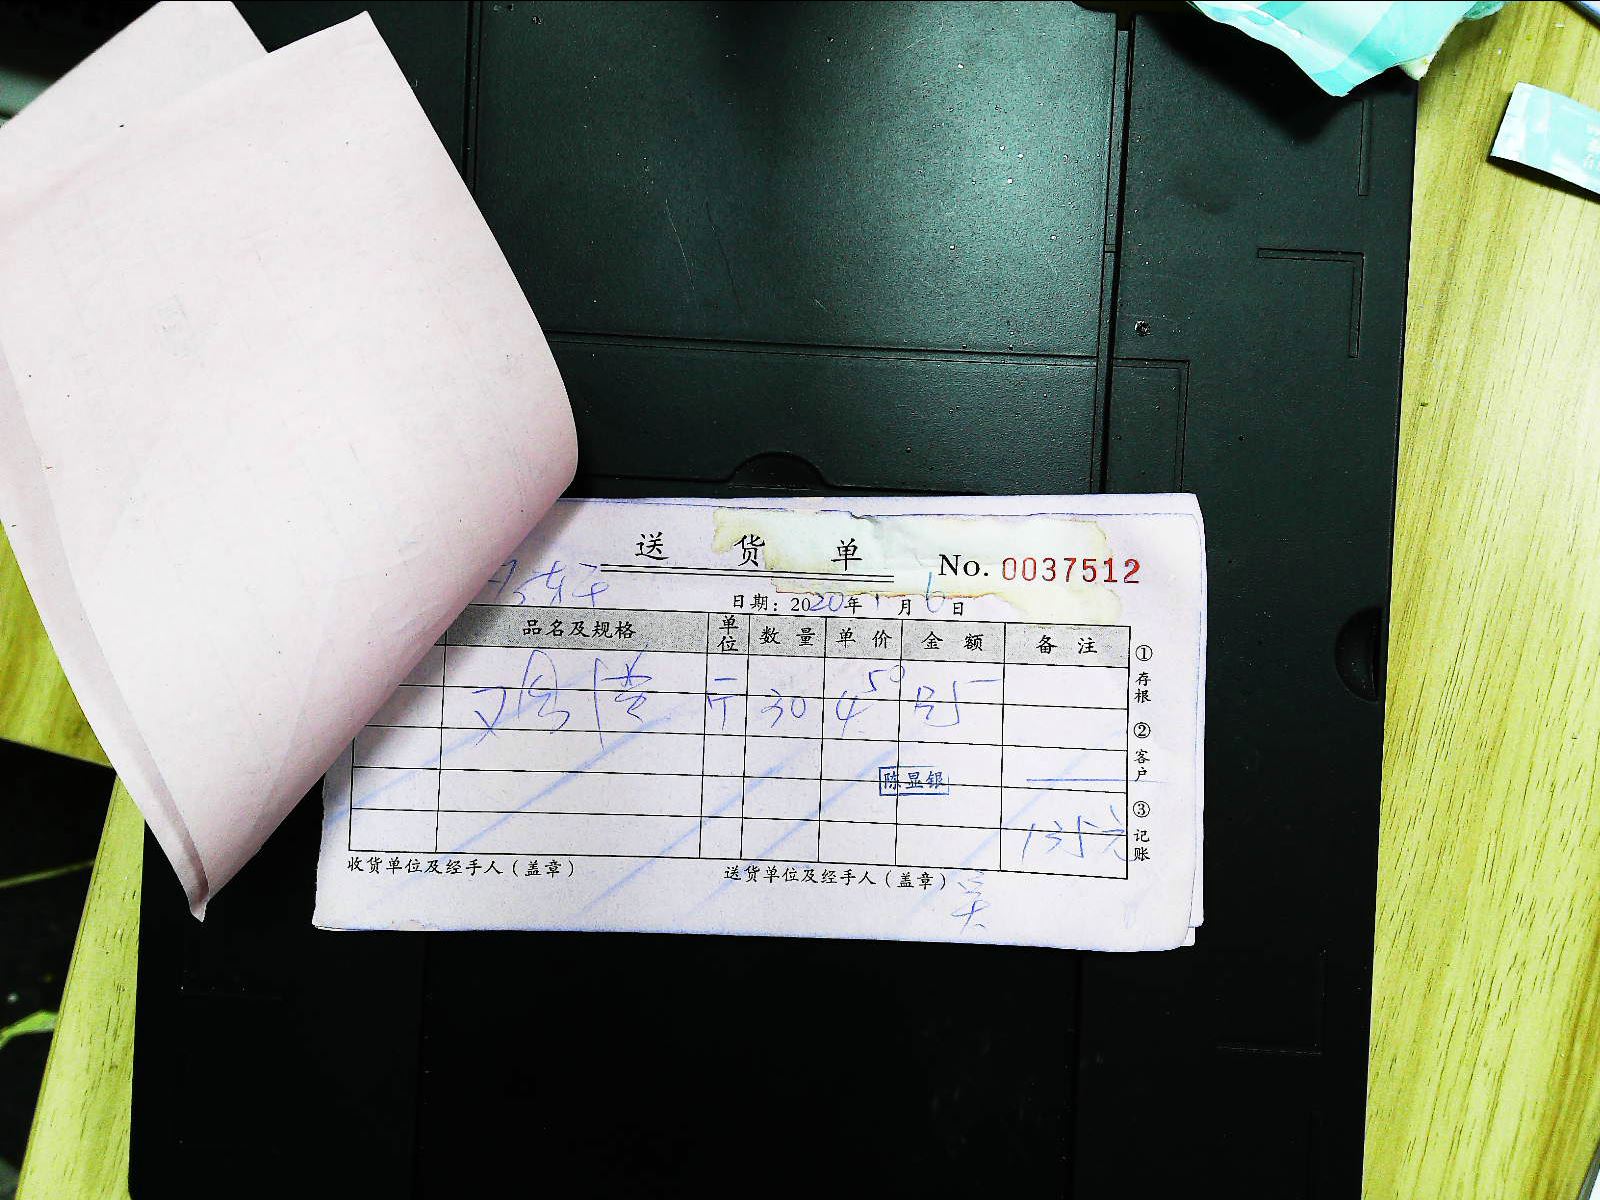 送 货 单
No. 0037512
日期：2020年1月6日
品名及规格 单位 数量 单价 金额 备注
斤 30 4.50 135
陈显银
135元
①存根 ②客户 ③记账
收货单位及经手人（盖章） 送货单位及经手人（盖章）吴